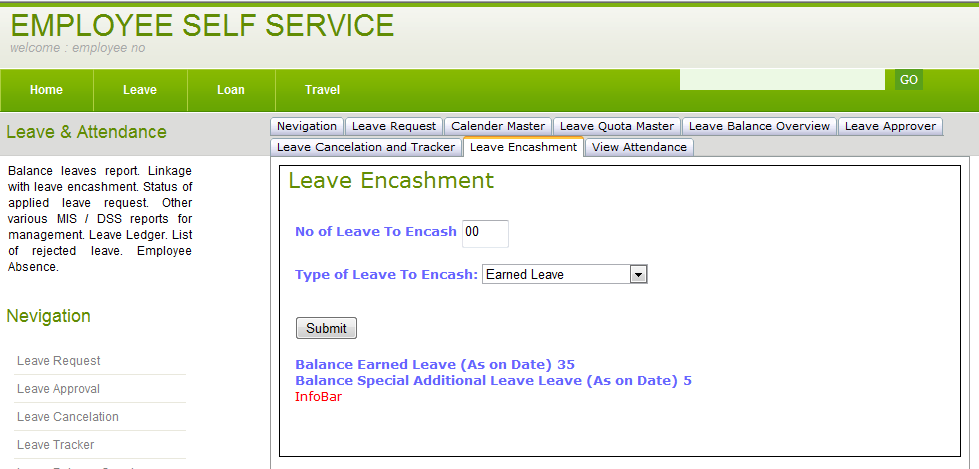 EMPLOYEE SELF SERVICE
welcome : employee no
GO
Home Leave Loan Travel
Leave & Attendance
Balance leaves report. Linkage
with leave encashment. Status of
applied leave request. Other
various MIS / DSS reports for
management. Leave Ledger. List
of rejected leave. Employee
Absence.
Nevigation
Leave Request
Leave Approval
Leave Cancelation
Leave Tracker
Nevigation Leave Request Calender Master Leave Quota Master Leave Balance Overview Leave Approver
Leave Cancelation and Tracker Leave Encashment View Attendance
Leave Encashment
No of Leave To Encash 00
Type of Leave To Encash: Earned Leave
Submit
Balance Earned Leave (As on Date) 35
Balance Special Additional Leave Leave (As on Date) 5
InfoBar